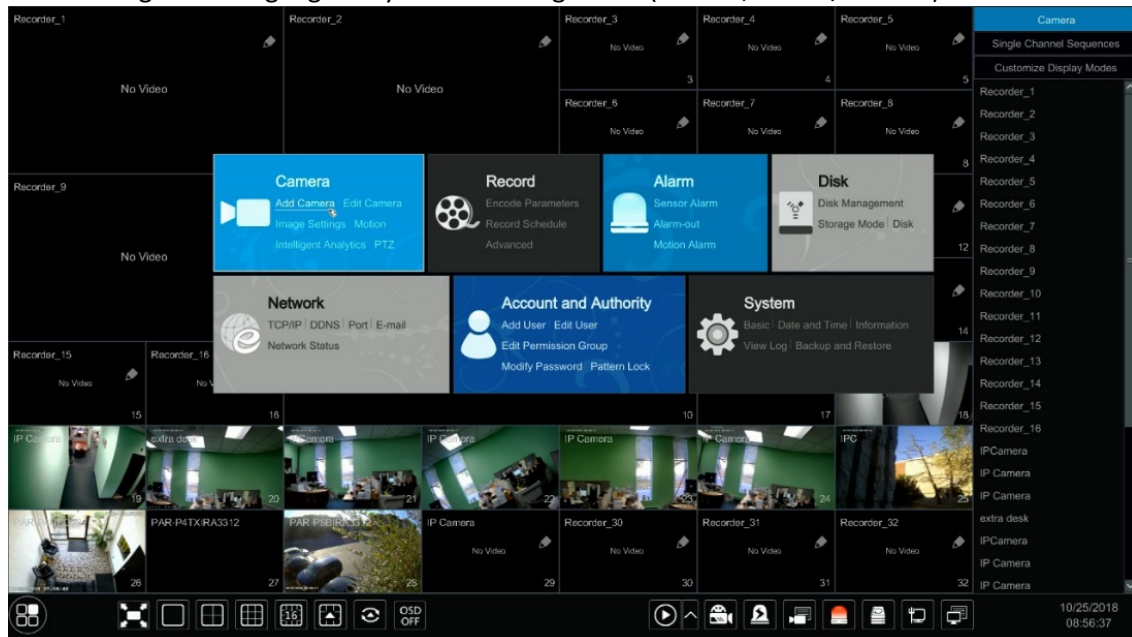 Recorder_1
No Video
Recorder_2
No Video
Recorder_3
No Video
3
Recorder_4
No Video
4
Recorder_5
No Video
5
Recorder_6
No Video
Recorder_7
No Video
Recorder_8
No Video
8
Recorder_9
No Video
12
14
Camera
Add Camera Edit Camera
Image Settings Motion
Intelligent Analytics PTZ
Record
Encode Parameters
Record Schedule
Advanced
Alarm
Sensor Alarm
Alarm-out
Motion Alarm
Disk
Disk Management
Storage Mode Disk
Network
TCP/IP DDNS Port E-mail
Network Status
Account and Authority
Add User Edit User
Edit Permission Group
Modify Password Pattern Lock
System
Basic Date and Time Information
View Log Backup and Restore
Recorder_15
No Video
15
Recorder_16
No
16
10
17
18
IP Camera
19
extra desk
20
IP Camera
21
IP Camera
22
IP Camera
23
IP Camera
24
IPC
25
26
PAR-P4TXIRA3312
27
28
IP Camera
No Video
29
Recorder_30
No Video
30
Recorder_31
No Video
31
Recorder_32
No Video
32
Camera
Single Channel Sequences
Customize Display Modes
Recorder_1
Recorder_2
Recorder_3
Recorder_4
Recorder_5
Recorder_6
Recorder_7
Recorder_8
Recorder_9
Recorder_10
Recorder_11
Recorder_12
Recorder_13
Recorder_14
Recorder_15
Recorder_16
IPCamera
IP Camera
IP Camera
extra desk
IPCamera
IP Camera
IP Camera
16
OSD
OFF
10/25/2018
08:56:37